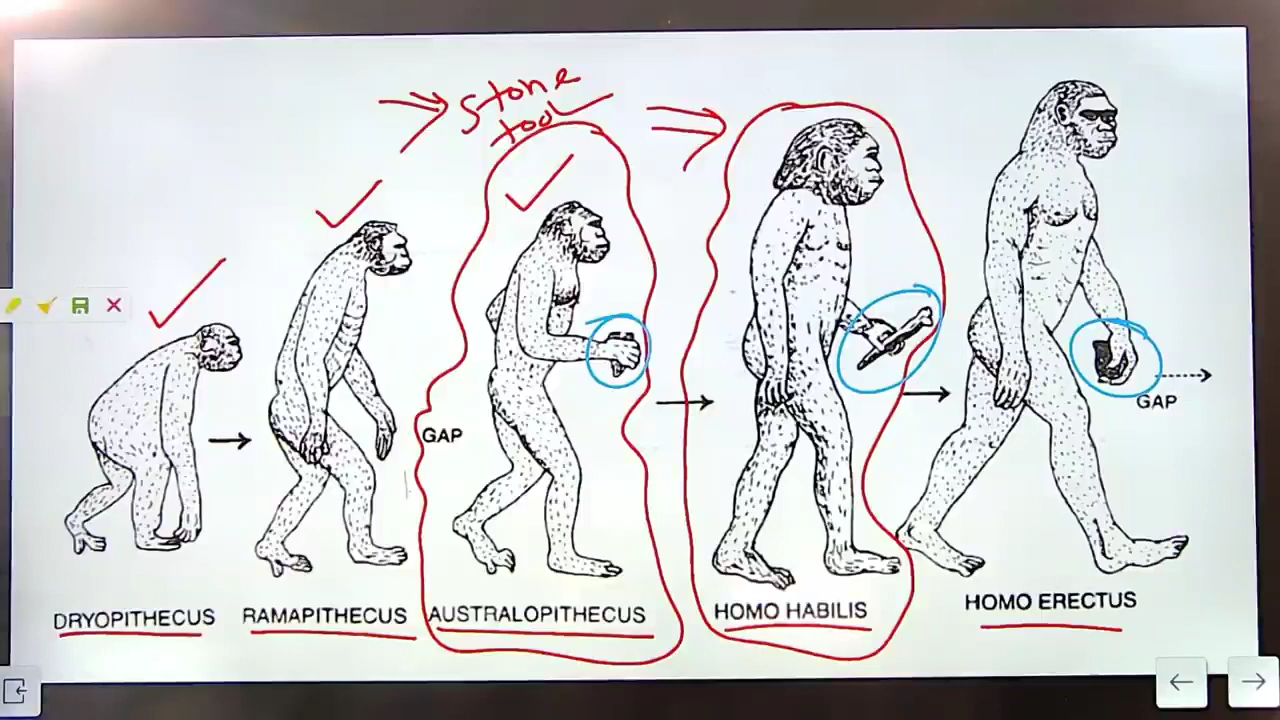 stone
tool
GAP
GAP
DRYOPITHECUS
RAMAPITHECUS
AUSTRALOPITHECUS
HOMO HABILIS
HOMO ERECTUS